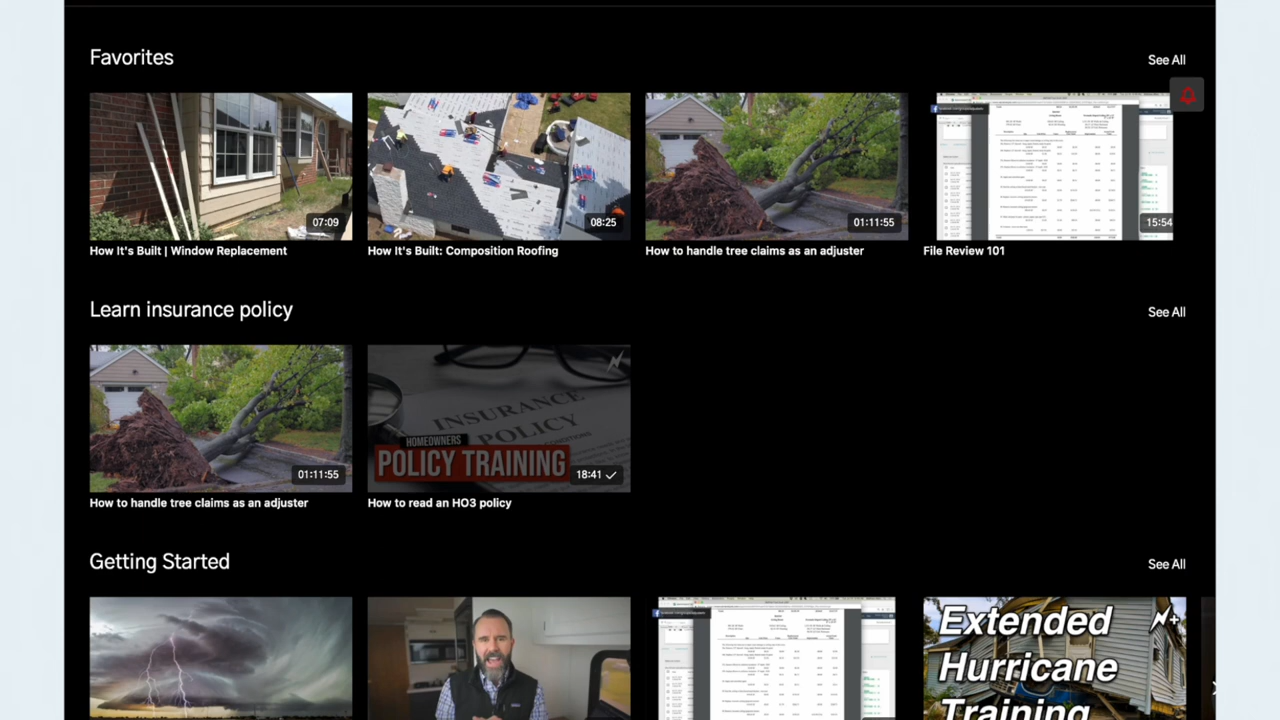 Favorites
See All
07:09
08:25
01:11:55
15:54
How It's Built | Window Replacement
How It's Built: Composition Roofing
How to handle tree claims as an adjuster
File Review 101
Learn insurance policy
See All
01:11:55
INSURANCE
POLICY
HOMEOWNERS
POLICY TRAINING
18:41
How to handle tree claims as an adjuster
How to read an HO3 policy
Getting Started
See All
Extended
Hurricane
Training